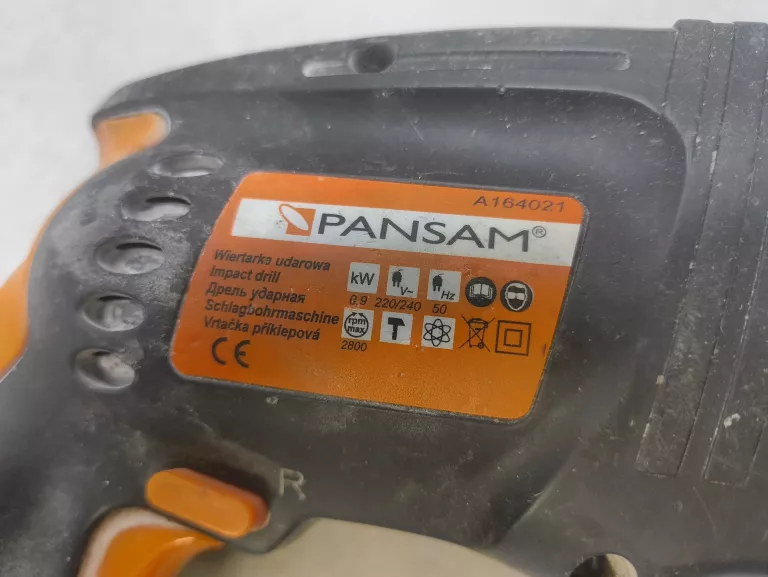 A164021
PANSAM®
Wiertarka udarowa
Impact drill
Дрель ударная
Schlagbohrmaschine
Vrtačka příklepová
kW V~ Hz
0.9 220/240 50
rpm
max
2800
CE
R